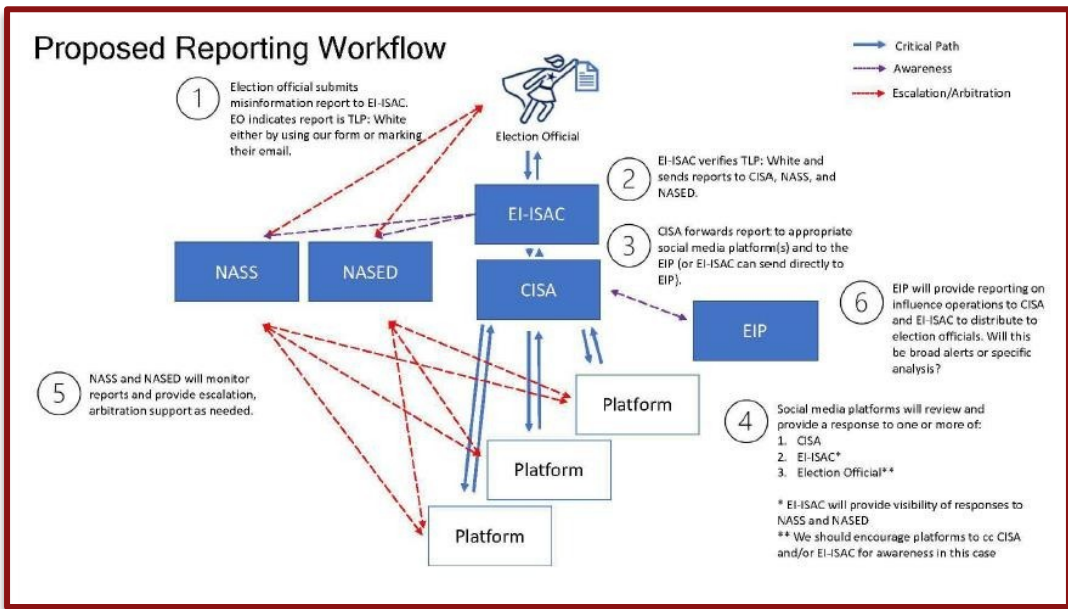 Proposed Reporting Workflow
Critical Path
Awareness
Escalation/Arbitration
1
Election official submits
misinformation report to EI-ISAC.
EO indicates report is TLP: White
either by using our form or marking
their email.
Election Official
2
EI-ISAC verifies TLP: White and
sends reports to CISA, NASS, and
NASED.
EI-ISAC
3
CISA forwards report to appropriate
social media platform(s) and to the
EIP (or EI-ISAC can send directly to
EIP).
NASS
NASED
CISA
EIP
6
EIP will provide reporting on
influence operations to CISA
and EI-ISAC to distribute to
election officials. Will this
be broad alerts or specific
analysis?
5
NASS and NASED will monitor
reports and provide escalation,
arbitration support as needed.
Platform
Platform
Platform
4
Social media platforms will review and
provide a response to one or more of:
1. CISA
2. EI-ISAC*
3. Election Official**
* EI-ISAC will provide visibility of responses to
NASS and NASED
** We should encourage platforms to cc CISA
and/or EI-ISAC for awareness in this case